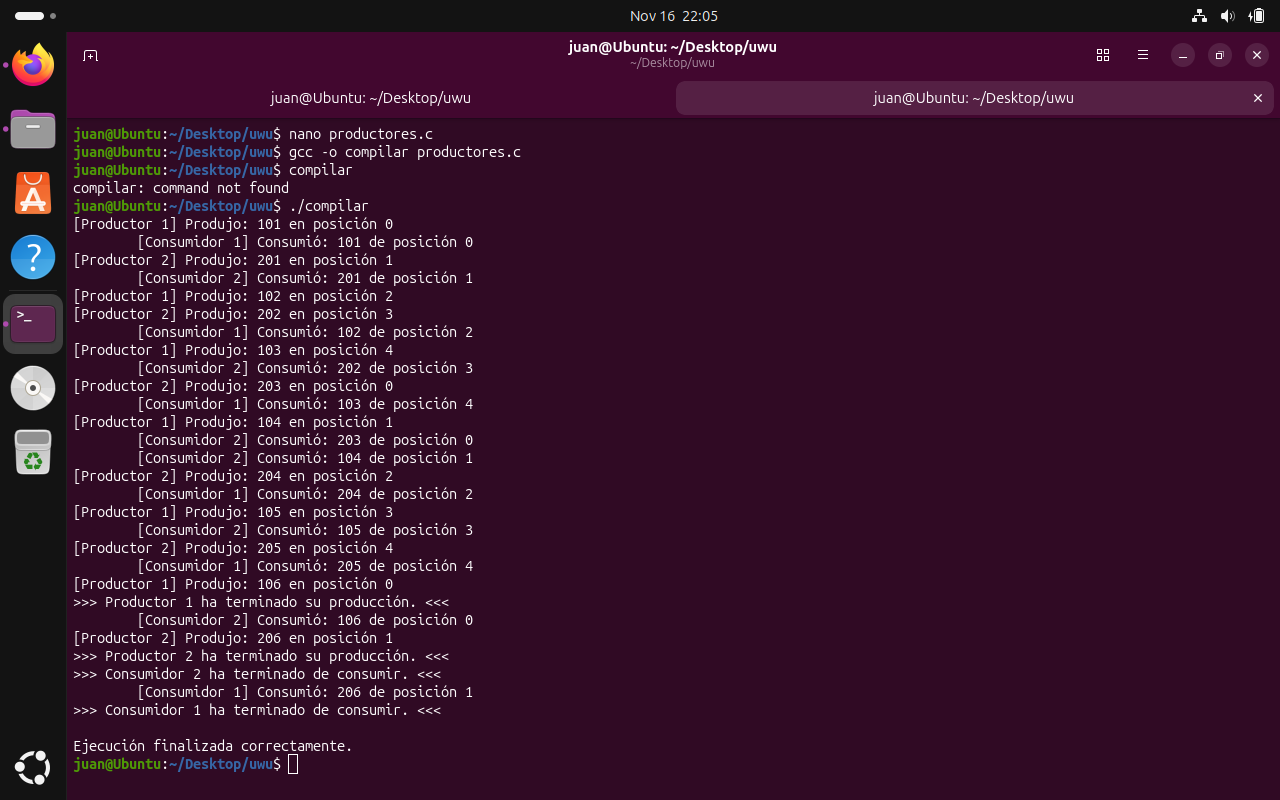 Nov 16 22:05
juan@Ubuntu: ~/Desktop/uwu
~/Desktop/uwu
juan@Ubuntu: ~/Desktop/uwu
juan@Ubuntu: ~/Desktop/uwu
juan@Ubuntu:~/Desktop/uwu$ nano productores.c
juan@Ubuntu:~/Desktop/uwu$ gcc -o compilar productores.c
juan@Ubuntu:~/Desktop/uwu$ compilar
compilar: command not found
juan@Ubuntu:~/Desktop/uwu$ ./compilar
[Productor 1] Produjo: 101 en posición 0
[Consumidor 1] Consumió: 101 de posición 0
[Productor 2] Produjo: 201 en posición 1
[Consumidor 2] Consumió: 201 de posición 1
[Productor 1] Produjo: 102 en posición 2
[Productor 2] Produjo: 202 en posición 3
[Consumidor 1] Consumió: 102 de posición 2
[Productor 1] Produjo: 103 en posición 4
[Consumidor 2] Consumió: 202 de posición 3
[Productor 2] Produjo: 203 en posición 0
[Consumidor 1] Consumió: 103 de posición 4
[Productor 1] Produjo: 104 en posición 1
[Consumidor 2] Consumió: 203 de posición 0
[Consumidor 2] Consumió: 104 de posición 1
[Productor 2] Produjo: 204 en posición 2
[Consumidor 1] Consumió: 204 de posición 2
[Productor 1] Produjo: 105 en posición 3
[Consumidor 2] Consumió: 105 de posición 3
[Productor 2] Produjo: 205 en posición 4
[Consumidor 1] Consumió: 205 de posición 4
[Productor 1] Produjo: 106 en posición 0
>>> Productor 1 ha terminado su producción. <<<
[Consumidor 2] Consumió: 106 de posición 0
[Productor 2] Produjo: 206 en posición 1
>>> Productor 2 ha terminado su producción. <<<
>>> Consumidor 2 ha terminado de consumir. <<<
[Consumidor 1] Consumió: 206 de posición 1
>>> Consumidor 1 ha terminado de consumir. <<<
Ejecución finalizada correctamente.
juan@Ubuntu:~/Desktop/uwu$